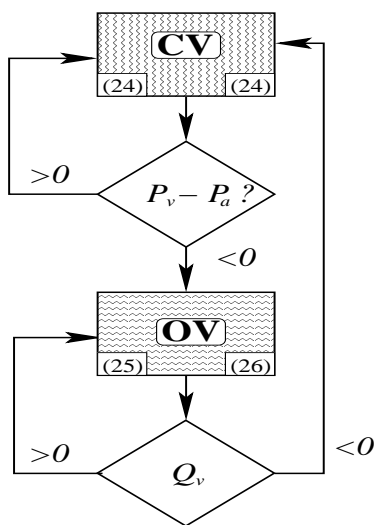 CV
(24) (24)
>0
P_v – P_a ?
<0
OV
(25) (26)
>0
Q_v
<0